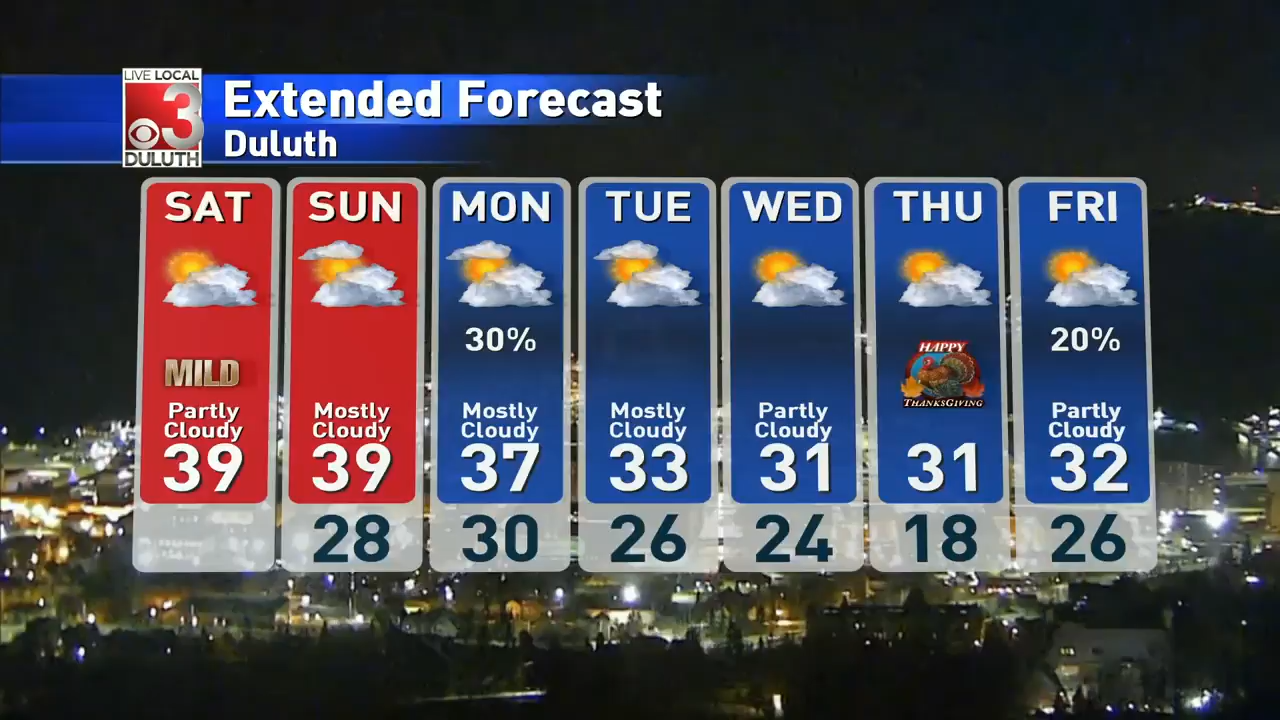 LIVE LOCAL
3
DULUTH
Extended Forecast
Duluth
SAT
MILD
Partly
Cloudy
39
SUN
Mostly
Cloudy
39
28
MON
30%
Mostly
Cloudy
37
30
TUE
Mostly
Cloudy
33
26
WED
Partly
Cloudy
31
24
THU
HAPPY
THANKSGIVING
31
18
FRI
20%
Partly
Cloudy
32
26